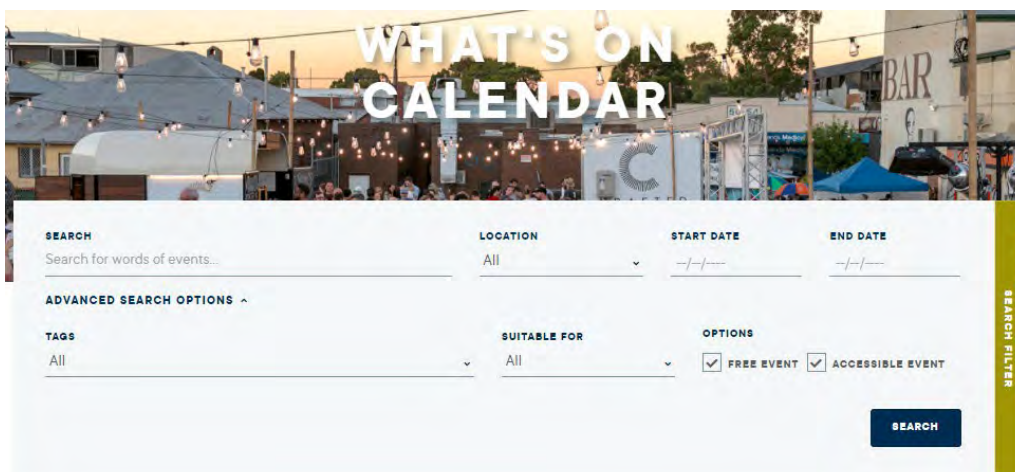 WHAT'S ON
CALENDAR
BAR
C
SEARCH
Search for words of events...
LOCATION
All
START DATE
--/--/----
END DATE
--/--/----
ADVANCED SEARCH OPTIONS
TAGS
All
SUITABLE FOR
All
OPTIONS
FREE EVENT
ACCESSIBLE EVENT
SEARCH
SEARCH FILTER